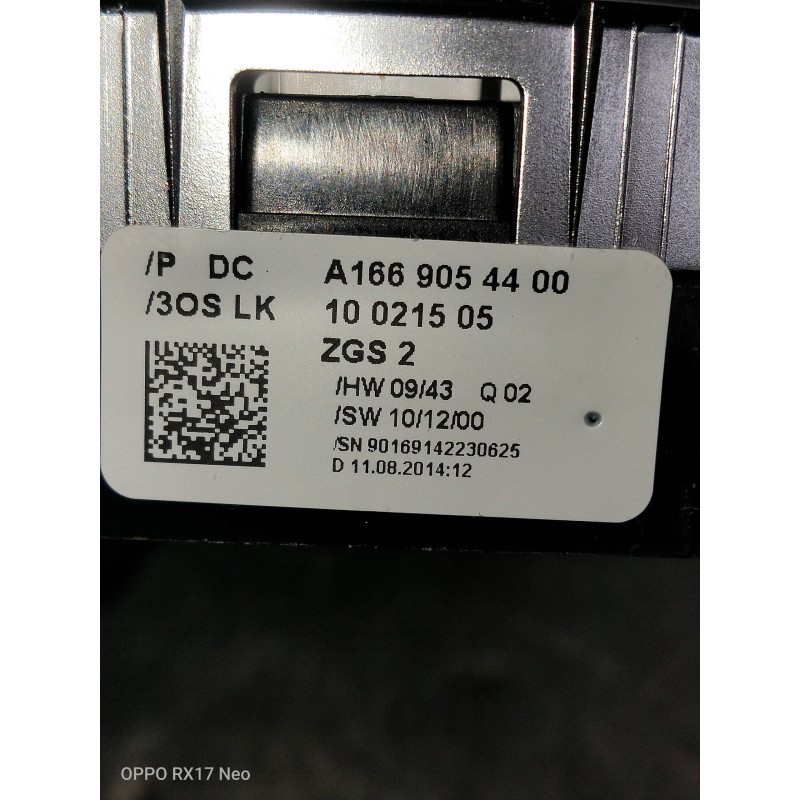 /P DC A166 905 44 00
/3OS LK 10 0215 05
ZGS 2
/HW 09/43 Q 02
/SW 10/12/00
/SN 90169142230625
D 11.08.2014:12
OPPO RX17 Neo